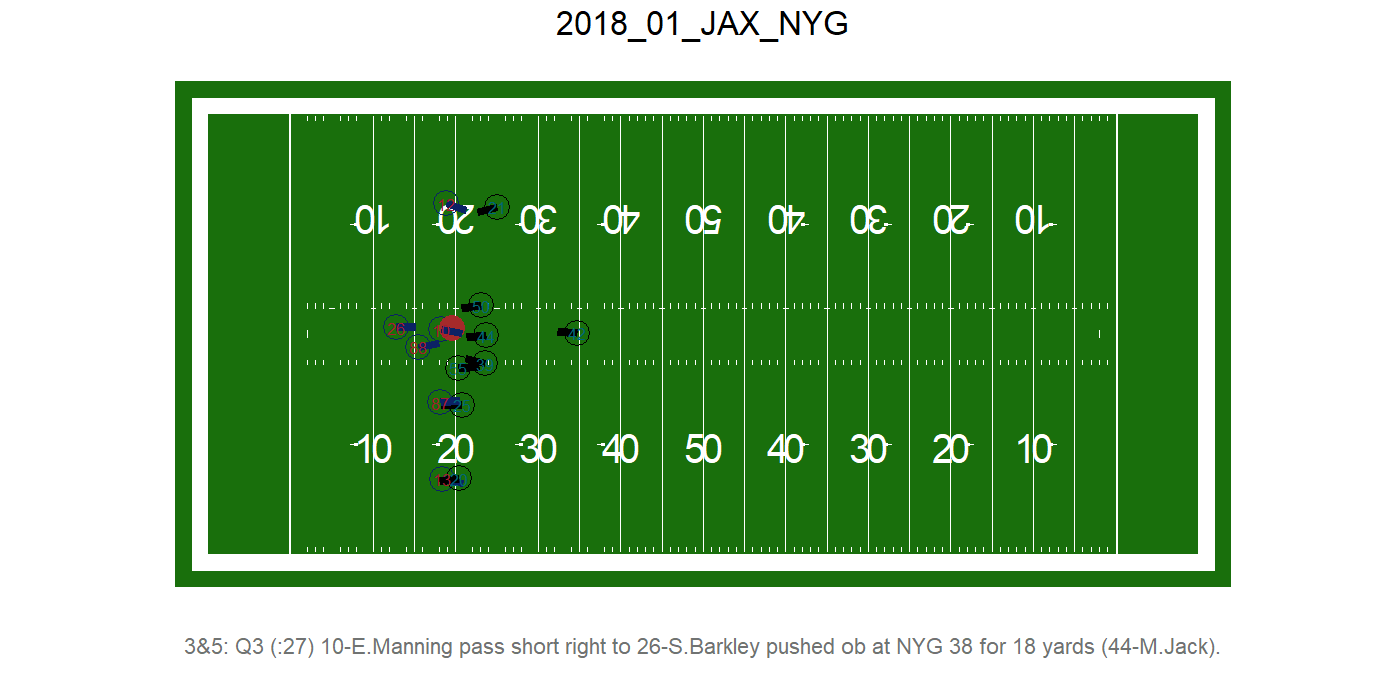 2018_01_JAX_NYG
10 20 30 40 50 40 30 20 10
26
10 20 30 40 50 40 30 20 10
3&5: Q3 (:27) 10-E.Manning pass short right to 26-S.Barkley pushed ob at NYG 38 for 18 yards (44-M.Jack).